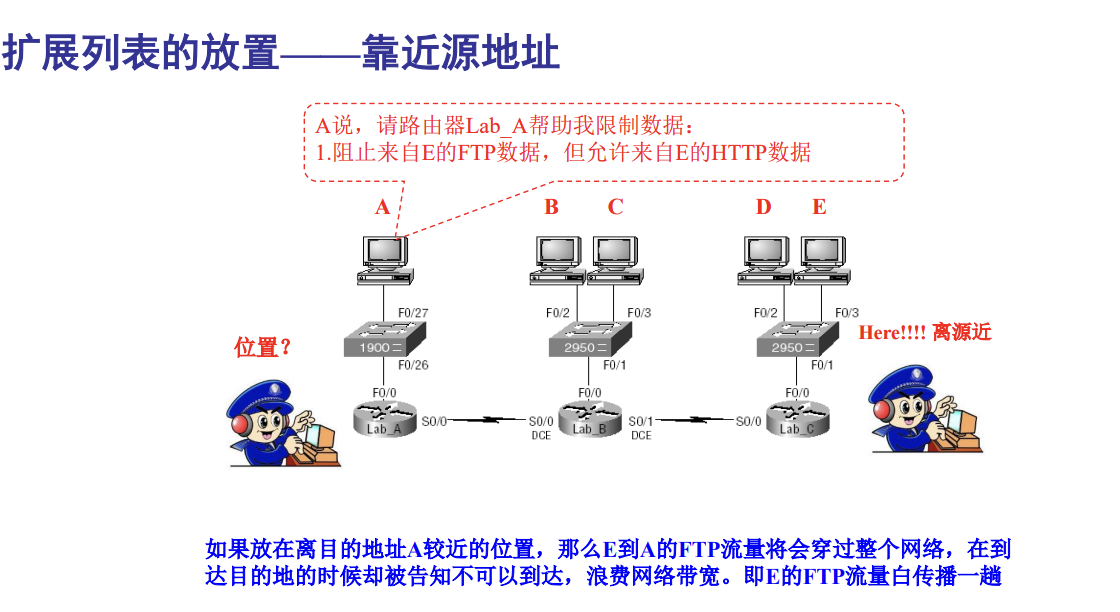 扩展列表的放置——靠近源地址
A说，请路由器Lab_A帮助我限制数据：
1.阻止来自E的FTP数据，但允许来自E的HTTP数据
A
B
C
D
E
F0/27
F0/2
F0/3
F0/2
F0/3
Here!!!! 离源近
位置？
1900
2950
2950
F0/26
F0/1
F0/1
F0/0
F0/0
F0/0
Lab_A
S0/0
S0/0
DCE
Lab_B
S0/1
DCE
S0/0
Lab_C
如果放在离目的地址A较近的位置，那么E到A的FTP流量将会穿过整个网络，在到
达目的地的时候却被告知不可以到达，浪费网络带宽。即E的FTP流量白传播一趟